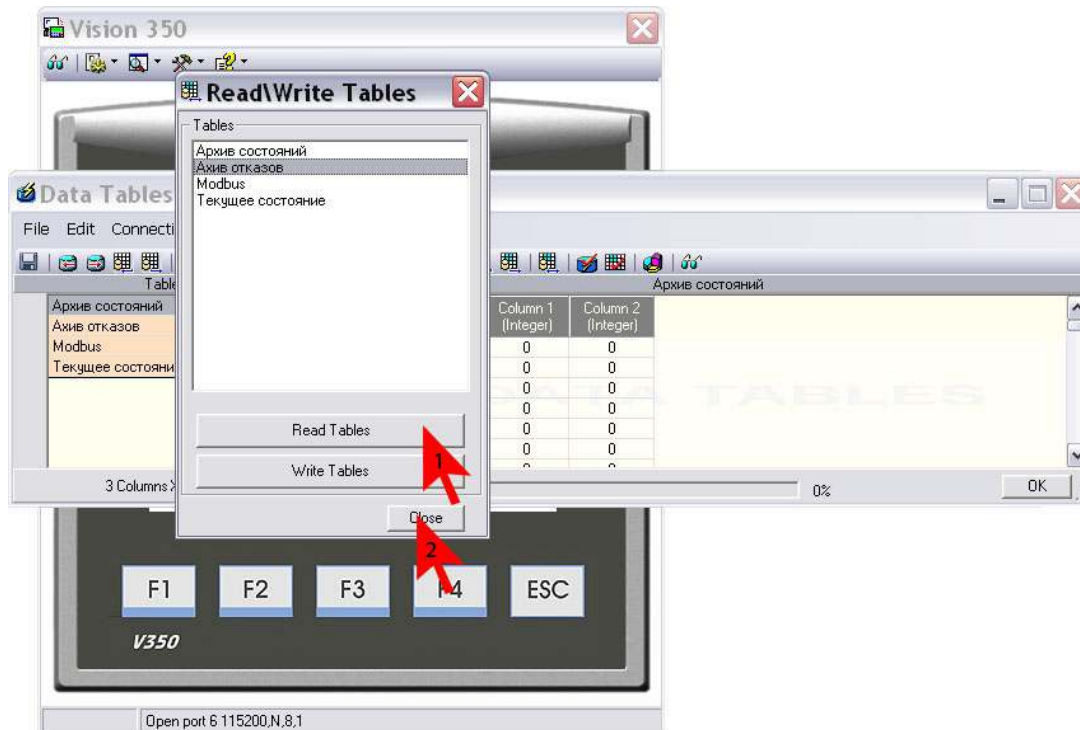 Vision 350
Read\Write Tables
Tables
Архив состояний
Ахив отказов
Modbus
Текущее состояние
Read Tables
1
Write Tables
Close
2
Data Tables
File Edit Connecti
Архив состояний
Архив состояний
Ахив отказов
Modbus
Текущее состояни
Column 1 Column 2
(Integer) (Integer)
0 0
0 0
0 0
0 0
0 0
0 0
DATA TABLES
3 Columns
0%
OK
F1 F2 F3 F4 ESC
V350
Open port 6 115200,N,8,1